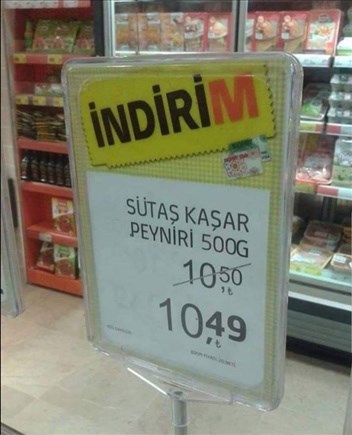 İNDİRİM
SÜTAŞ KAŞAR
PEYNİRİ 500G
10,50 ₺
10,49 ₺